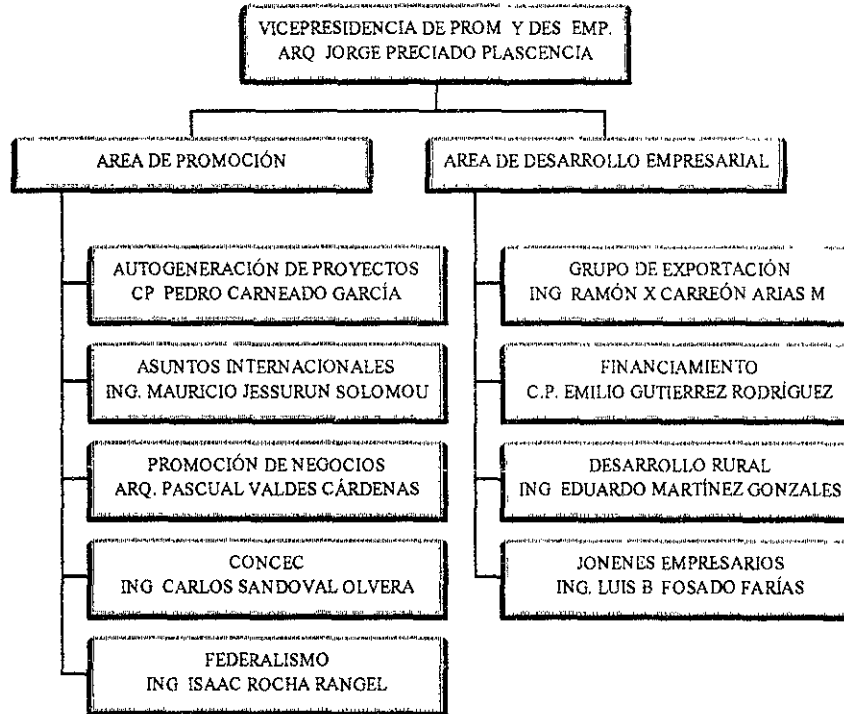 VICEPRESIDENCIA DE PROM Y DES EMP.
ARQ JORGE PRECIADO PLASCENCIA
AREA DE PROMOCIÓN
AUTOGENERACIÓN DE PROYECTOS
CP PEDRO CARNEADO GARCÍA
ASUNTOS INTERNACIONALES
ING. MAURICIO JESSURUN SOLOMOU
PROMOCIÓN DE NEGOCIOS
ARQ. PASCUAL VALDES CÁRDENAS
CONCEC
ING CARLOS SANDOVAL OLVERA
FEDERALISMO
ING ISAAC ROCHA RANGEL
AREA DE DESARROLLO EMPRESARIAL
GRUPO DE EXPORTACIÓN
ING RAMÓN X CARREÓN ARIAS M
FINANCIAMIENTO
C.P. EMILIO GUTIERREZ RODRÍGUEZ
DESARROLLO RURAL
ING EDUARDO MARTÍNEZ GONZALES
JONENES EMPRESARIOS
ING. LUIS B FOSADO FARÍAS